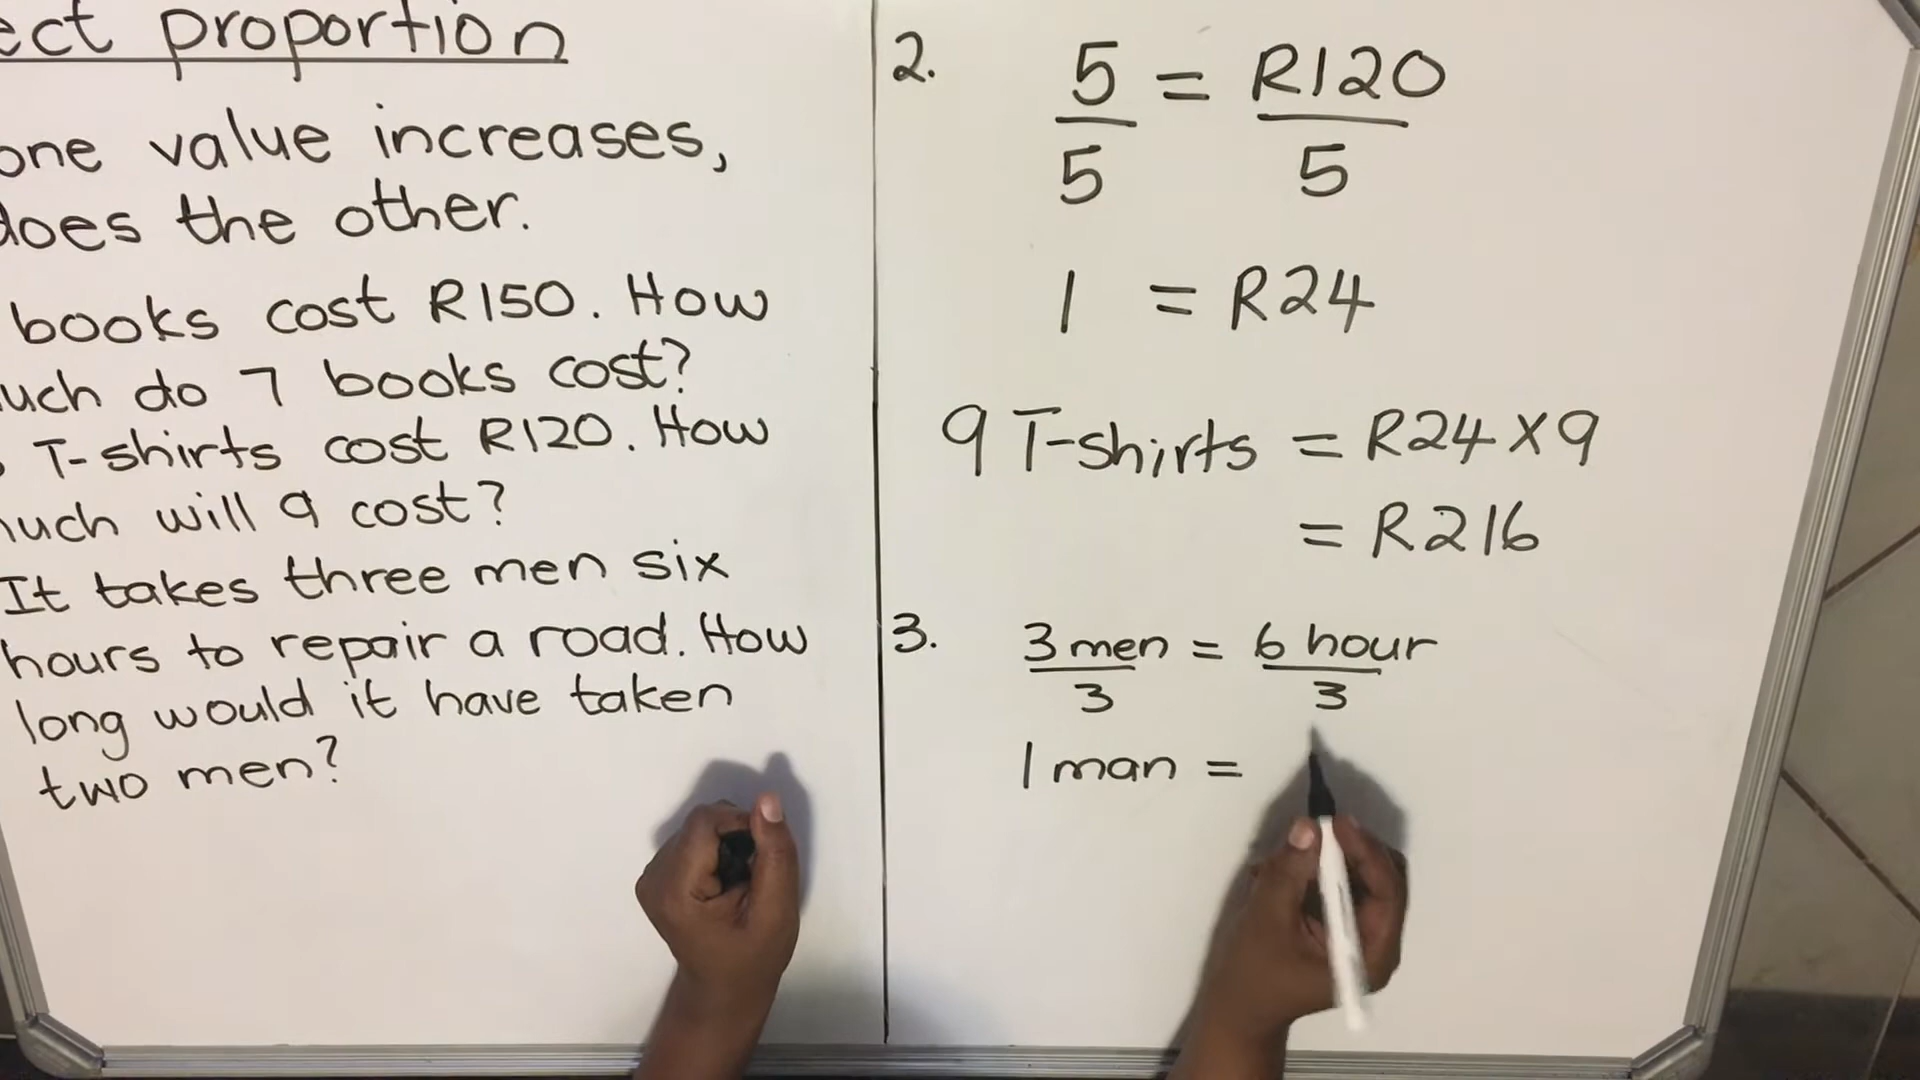 ect proportion
one value increases,
does the other.
books cost R150. How
uch do 7 books cost?
T-shirts cost R120. How
much will 9 cost?
It takes three men six
hours to repair a road. How
long would it have taken
two men?
2.
5 = R120
5 5
1 = R24
9 T-shirts = R24 X 9
= R216
3. 3 men = 6 hour
3 3
1 man =